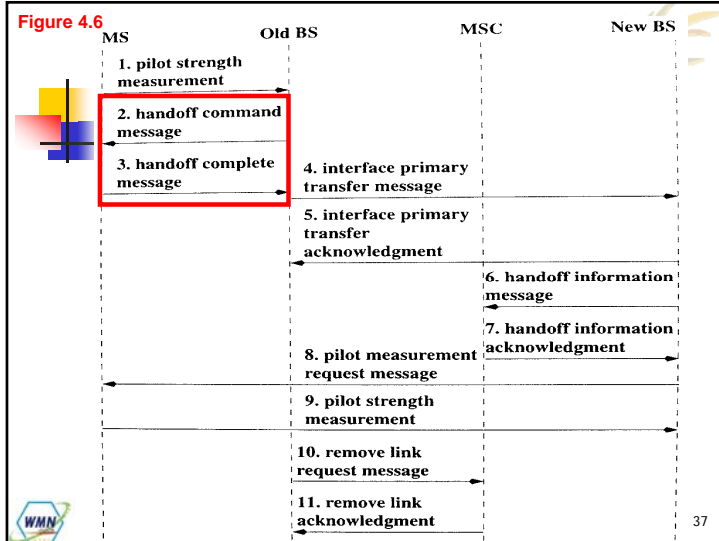 Figure 4.6
MS
Old BS
MSC
New BS
1. pilot strength
measurement
2. handoff command
message
3. handoff complete
message
4. interface primary
transfer message
5. interface primary
transfer
acknowledgment
6. handoff information
message
7. handoff information
acknowledgment
8. pilot measurement
request message
9. pilot strength
measurement
10. remove link
request message
11. remove link
acknowledgment
WMN
37